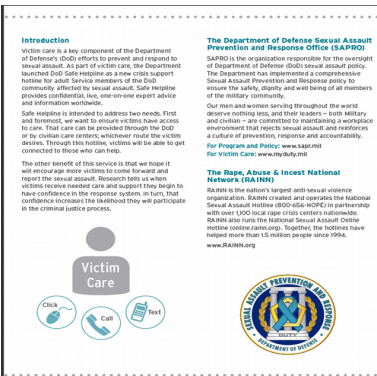 Introduction
Victim care is a key component of the Department
of Defense's (DoD) efforts to prevent and respond to
sexual assault. As part of victim care, the Department
launched DoD Safe Helpline as a new crisis support
hotline for adult Service members of the DoD
community affected by sexual assault. Safe Helpline
provides confidential, live, one-on-one expert advice
and information worldwide.
Safe Helpline is intended to address two needs. First
and foremost, we want to ensure victims have access
to care. That care can be provided through the DoD
or by civilian care centers; whichever route the victim
desires. Through this hotline, victims will be able to get
connected to those who can help.
The other benefit of this service is that we hope it
will encourage more victims to come forward and
report the sexual assault. Research tells us when
victims receive needed care and support they begin to
have confidence in the response system. In turn, that
confidence increases the likelihood they will participate
in the criminal justice process.
Victim
Care
Click
Call
Text
The Department of Defense Sexual Assault
Prevention and Response Office (SAPRO)
SAPRO is the organization responsible for the oversight
of Department of Defense (DoD) sexual assault policy.
The Department has implemented a comprehensive
Sexual Assault Prevention and Response policy to
ensure the safety, dignity and well being of all members
of the military community.
Our men and women serving throughout the world
deserve nothing less, and their leaders – both Military
and civilian – are committed to maintaining a workplace
environment that rejects sexual assault and reinforces
a culture of prevention, response and accountability.
For Program and Policy: www.sapr.mil
For Victim Care: www.myduty.mil
The Rape, Abuse & Incest National
Network (RAINN)
RAINN is the nation's largest anti-sexual violence
organization. RAINN created and operates the National
Sexual Assault Hotline (800-656-HOPE) in partnership
with over 1,100 local rape crisis centers nationwide.
RAINN also runs the National Sexual Assault Online
Hotline (online.rainn.org). Together, the hotlines have
helped more than 1.5 million people since 1994.
www.RAINN.org
SEXUAL ASSAULT PREVENTION AND RESPONSE
DUTY
DEPARTMENT OF DEFENSE